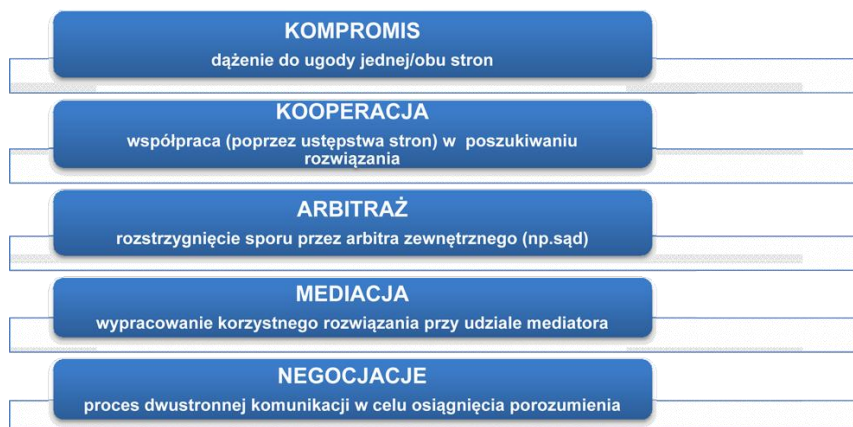 KOMPROMIS
dążenie do ugody jednej/obu stron
KOOPERACJA
współpraca (poprzez ustępstwa stron) w poszukiwaniu
rozwiązania
ARBITRAŻ
rozstrzygnięcie sporu przez arbitra zewnętrznego (np.sąd)
MEDIACJA
wypracowanie korzystnego rozwiązania przy udziale mediatora
NEGOCJACJE
proces dwustronnej komunikacji w celu osiągnięcia porozumienia